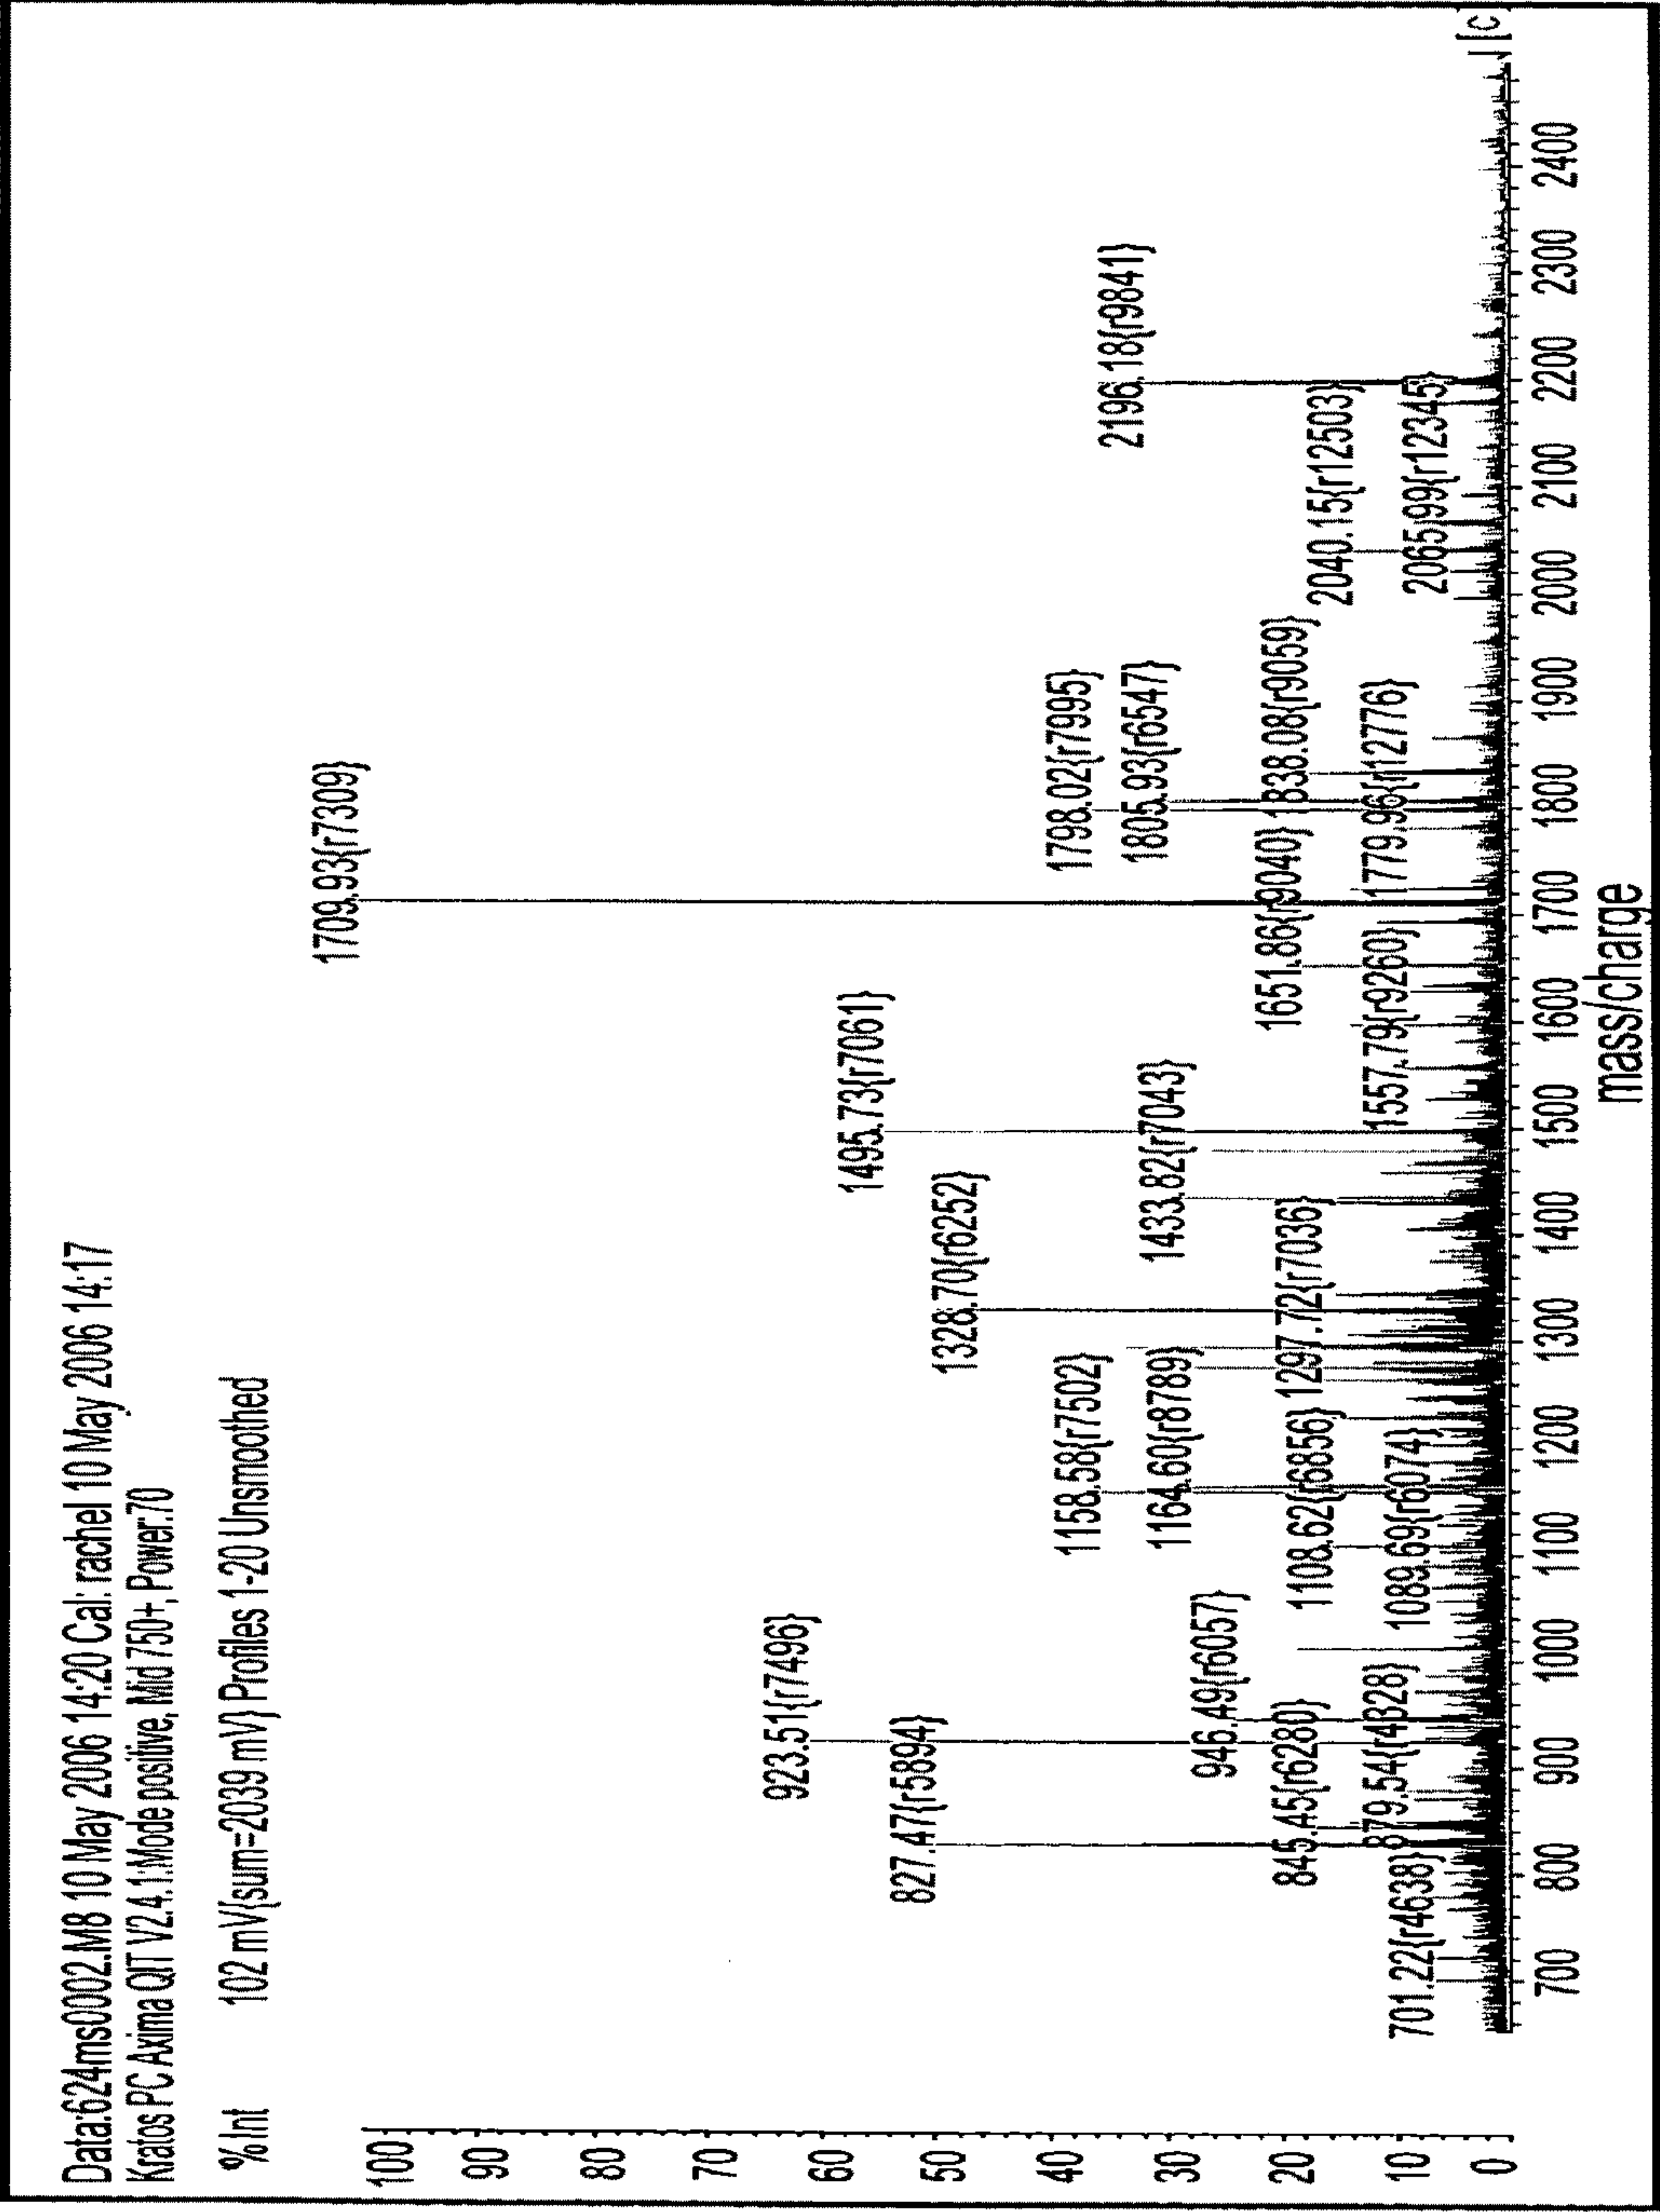 Data:624ms0002.M8 10 May 2006 14:20 Cal: rachel 10 May 2006 14:17
Kratos PC Axima QIT V2.4.1:Mode positive, Mid 750+, Power:70
%Int 102 mV{sum=2039 mV} Profiles 1-20 Unsmoothed
100
90
80
70
60
50
40
30
20
10
0
1709.93{r7309}
923.51{r7496}
1495.73{r7061}
827.47{r5894}
1328.70{r6252}
1158.58{r7502}
1798.02{r7995}
2196.18{r9841}
1164.60{r8789}
1433.82{r7043}
1805.93{r6547}
946.49{r6057}
1651.86{r9040}
1838.08{r9059}
845.45{r6280}
1108.62{r6856}
1297.72{r7036}
2040.15{r12503}
879.54{r4328}
1557.79{r9260}
1779.96{r12776}
701.22{r4638}
1089.69{r6074}
2065.99{r12345}
[c
700 800 900 1000 1100 1200 1300 1400 1500 1600 1700 1800 1900 2000 2100 2200 2300 2400
mass/charge